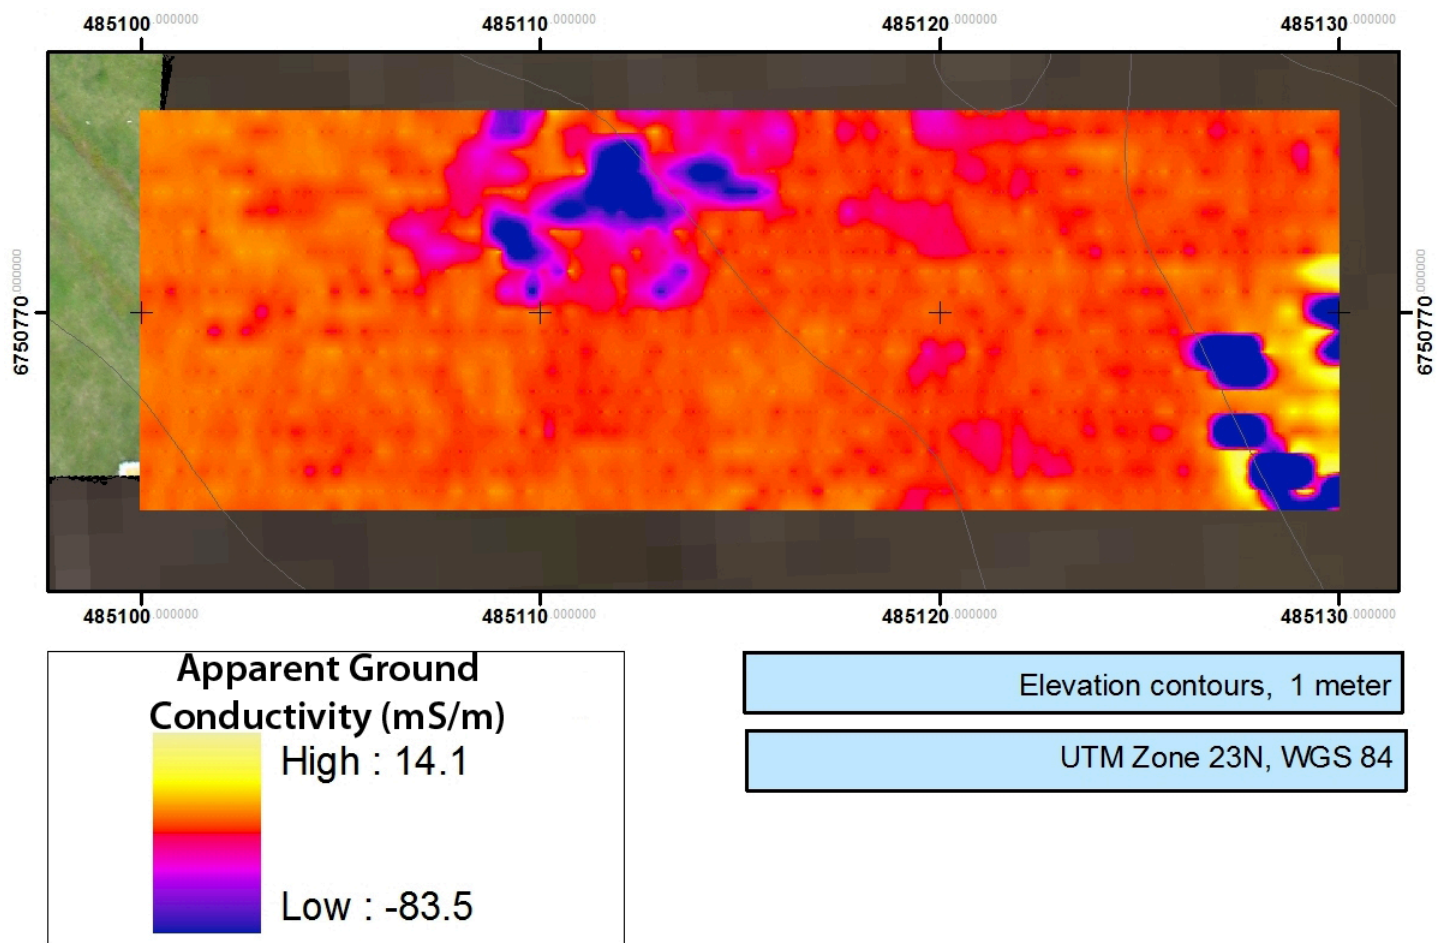 485100.000000 485110.000000 485120.000000 485130.000000
6750770.000000
6750770.000000
485100.000000 485110.000000 485120.000000 485130.000000
Apparent Ground
Conductivity (mS/m)
High : 14.1
Low : -83.5
Elevation contours, 1 meter
UTM Zone 23N, WGS 84